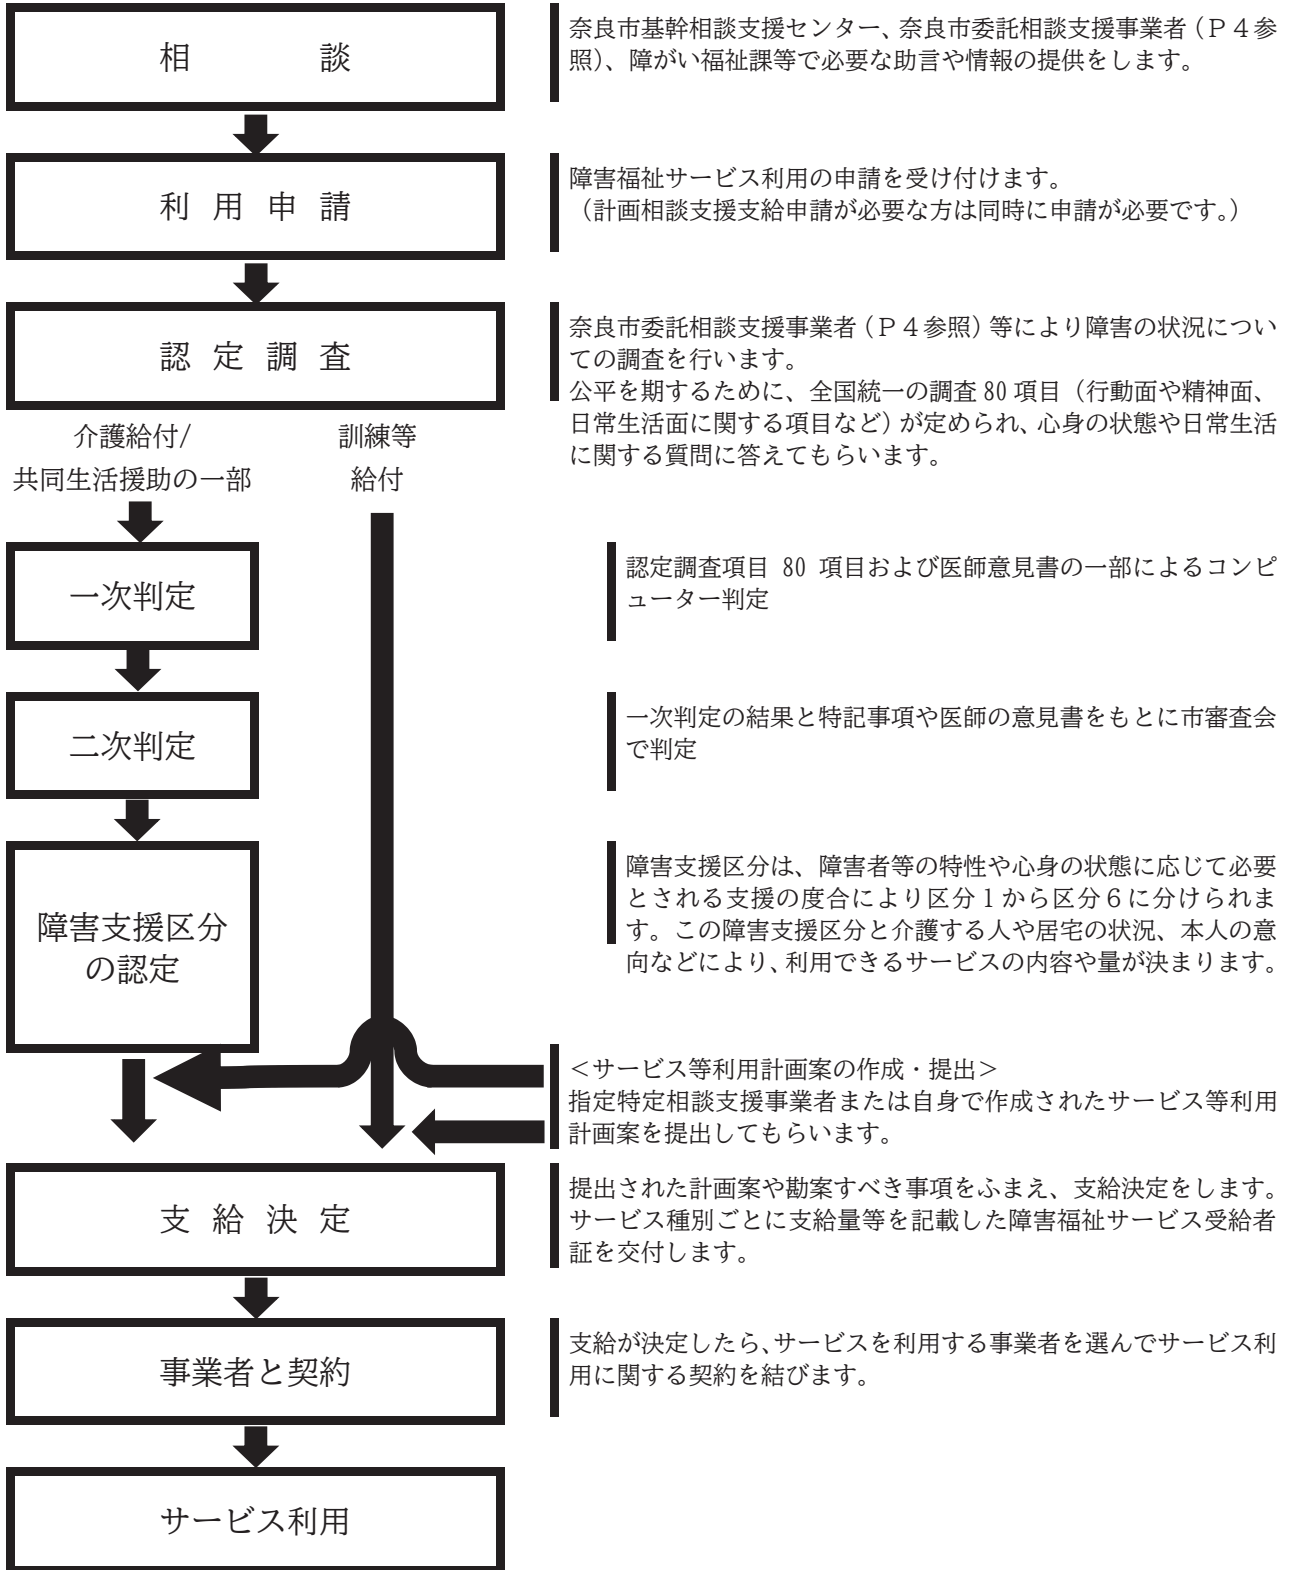 相　　談
奈良市基幹相談支援センター、奈良市委託相談支援事業者（Ｐ４参
照）、障がい福祉課等で必要な助言や情報の提供をします。
利用申請
障害福祉サービス利用の申請を受け付けます。
（計画相談支援支給申請が必要な方は同時に申請が必要です。）
認定調査
奈良市委託相談支援事業者（Ｐ４参照）等により障害の状況につい
ての調査を行います。
公平を期するために、全国統一の調査 80 項目（行動面や精神面、
日常生活面に関する項目など）が定められ、心身の状態や日常生活
に関する質問に答えてもらいます。
介護給付/
共同生活援助の一部
訓練等
給付
一次判定
認定調査項目 80 項目および医師意見書の一部によるコンピ
ューター判定
二次判定
一次判定の結果と特記事項や医師の意見書をもとに市審査会
で判定
障害支援区分
の認定
障害支援区分は、障害者等の特性や心身の状態に応じて必要
とされる支援の度合により区分１から区分６に分けられま
す。この障害支援区分と介護する人や居宅の状況、本人の意
向などにより、利用できるサービスの内容や量が決まります。
＜サービス等利用計画案の作成・提出＞
指定特定相談支援事業者または自身で作成されたサービス等利用
計画案を提出してもらいます。
支給決定
提出された計画案や勘案すべき事項をふまえ、支給決定をします。
サービス種別ごとに支給量等を記載した障害福祉サービス受給者
証を交付します。
事業者と契約
支給が決定したら、サービスを利用する事業者を選んでサービス利
用に関する契約を結びます。
サービス利用